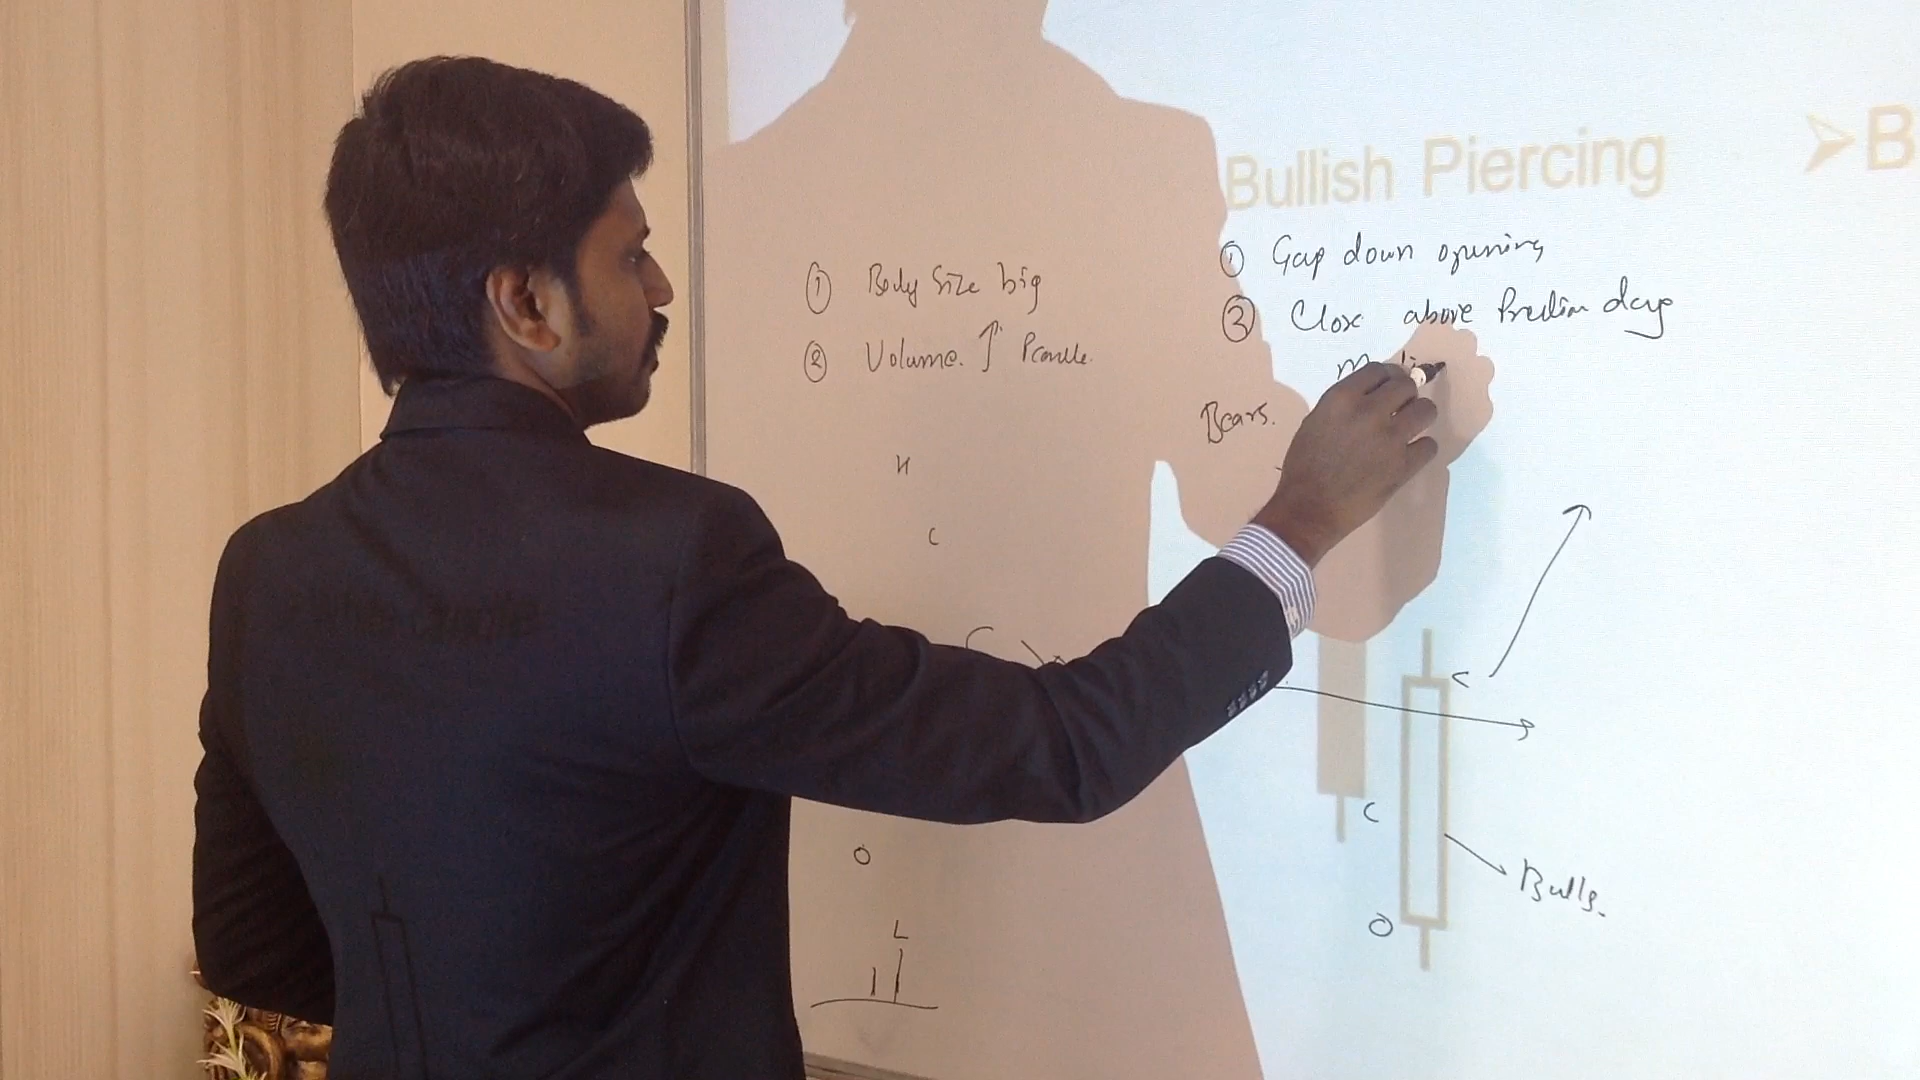 Bullish Piercing
➤B
① Gap down opening
② Close above Previous days
① Body Size big
② Volume. ↑ Pcandle.
Bears.
H
C
C
C
C
Bulls.
O
O
L